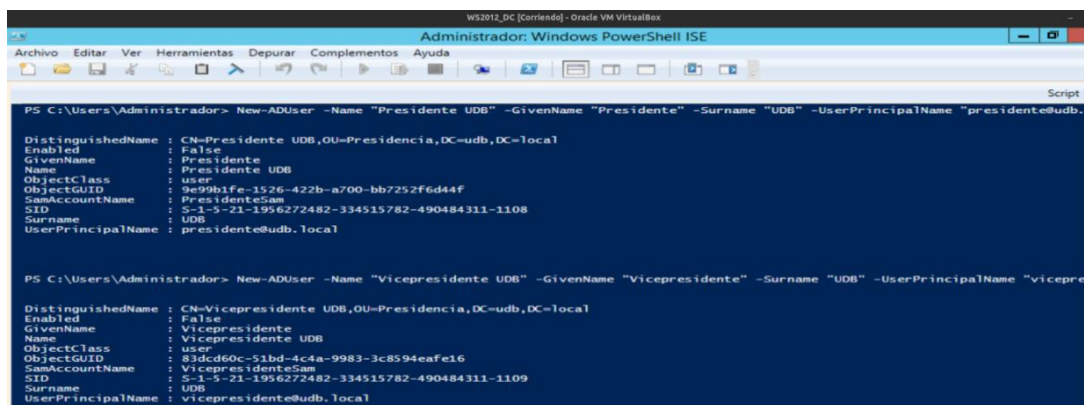 WS2012_DC [Corriendo] - Oracle VM VirtualBox
Administrador: Windows PowerShell ISE
Archivo Editar Ver Herramientas Depurar Complementos Ayuda
Script
PS C:\Users\Administrador> New-ADUser -Name "Presidente UDB" -GivenName "Presidente" -Surname "UDB" -UserPrincipalName "presidente@udb.
DistinguishedName : CN=Presidente UDB,OU=Presidencia,DC=udb,DC=local
Enabled : False
GivenName : Presidente
Name : Presidente UDB
ObjectClass : user
ObjectGUID : 9e99b1fe-1526-422b-a700-bb7252f6d44f
SamAccountName : PresidenteSam
SID : S-1-5-21-1956272482-334515782-490484311-1108
Surname : UDB
UserPrincipalName : presidente@udb.local
PS C:\Users\Administrador> New-ADUser -Name "Vicepresidente UDB" -GivenName "Vicepresidente" -Surname "UDB" -UserPrincipalName "vicepre
DistinguishedName : CN=Vicepresidente UDB,OU=Presidencia,DC=udb,DC=local
Enabled : False
GivenName : Vicepresidente
Name : Vicepresidente UDB
ObjectClass : user
ObjectGUID : 83dcd60c-51bd-4c4a-9983-3c8594eafe16
SamAccountName : VicepresidenteSam
SID : S-1-5-21-1956272482-334515782-490484311-1109
Surname : UDB
UserPrincipalName : vicepresidente@udb.local